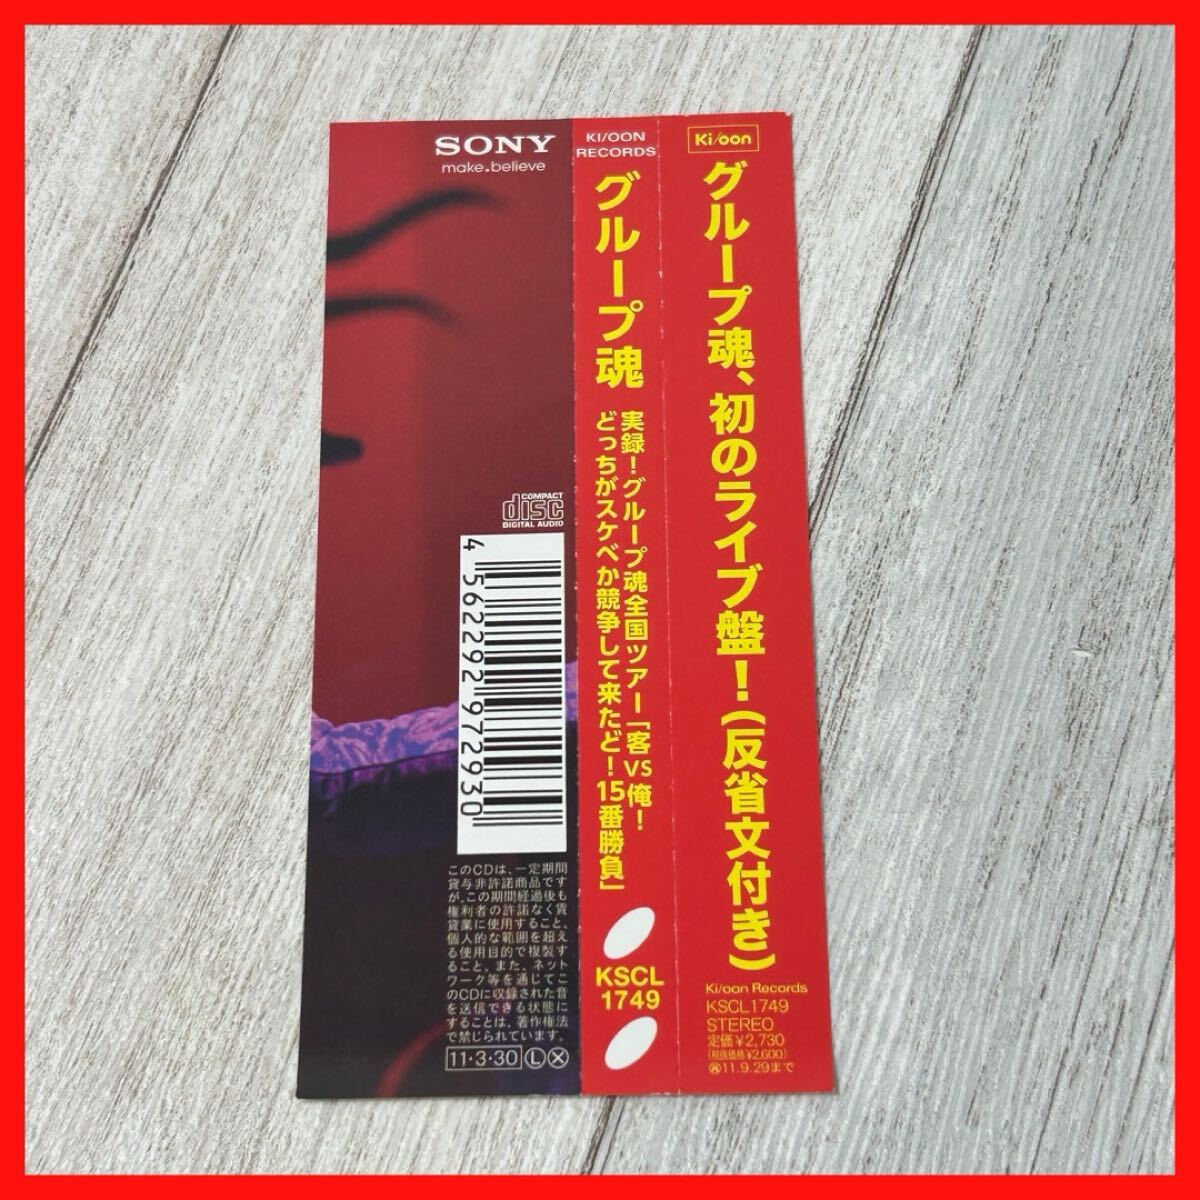 SONY
make.believe
COMPACT
disc
DIGITAL AUDIO
4 562292 972930
このCDは、一定期間
貸与非許諾商品です
が、この期間経過後も
権利者の許諾なく賃
貸業に使用すること、
個人的な範囲を超え
る使用目的で複製す
ること、また、ネット
ワーク等を通じてこ
のCDに収録された音
を送信できる状態に
することは、著作権法
で禁じられています。
11・3・30 L X
KI/OON
RECORDS
グループ魂
実録!グループ魂全国ツアー「客VS俺!
どっちがスケベか競争して来たど!15番勝負」
KSCL
1749
Ki/oon
グループ魂、初のライブ盤!(反省文付き)
Ki/oon Records
KSCL1749
STEREO
定価¥2,730
(税抜価格¥2,600)
再11.9.29まで